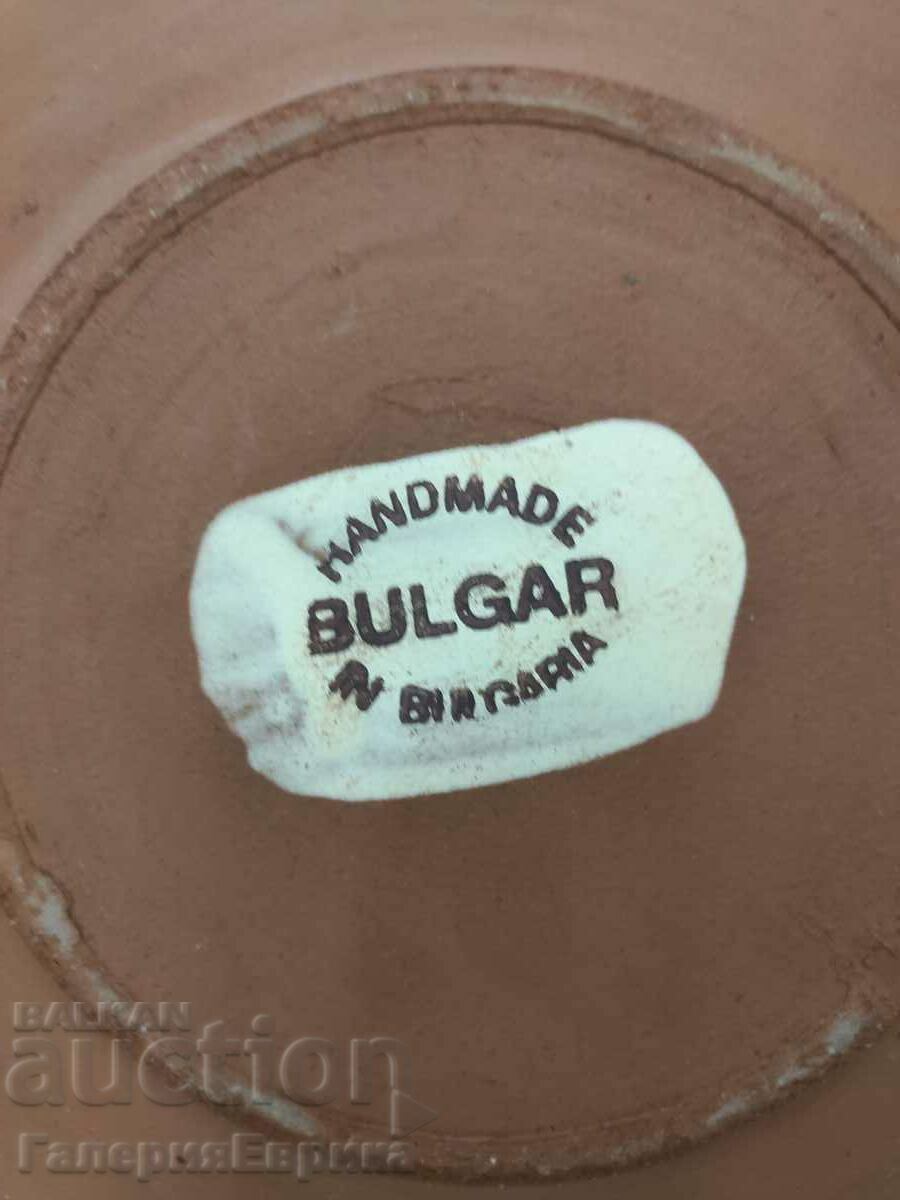 HANDMADE
BULGAR
IN BULGARIA
BALKAN
auction
ГалерияЕврика